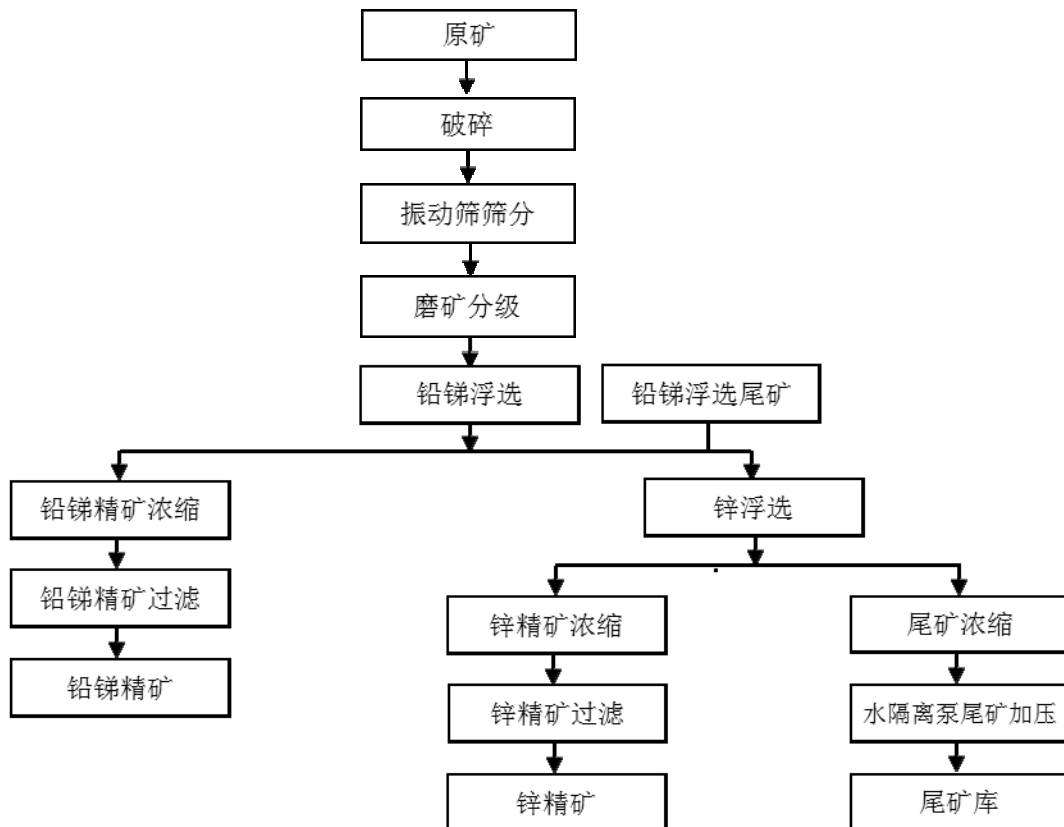 原矿
破碎
振动筛筛分
磨矿分级
铅锑浮选
铅锑浮选尾矿
铅锑精矿浓缩
锌浮选
铅锑精矿过滤
锌精矿浓缩
尾矿浓缩
铅锑精矿
锌精矿过滤
水隔离泵尾矿加压
锌精矿
尾矿库